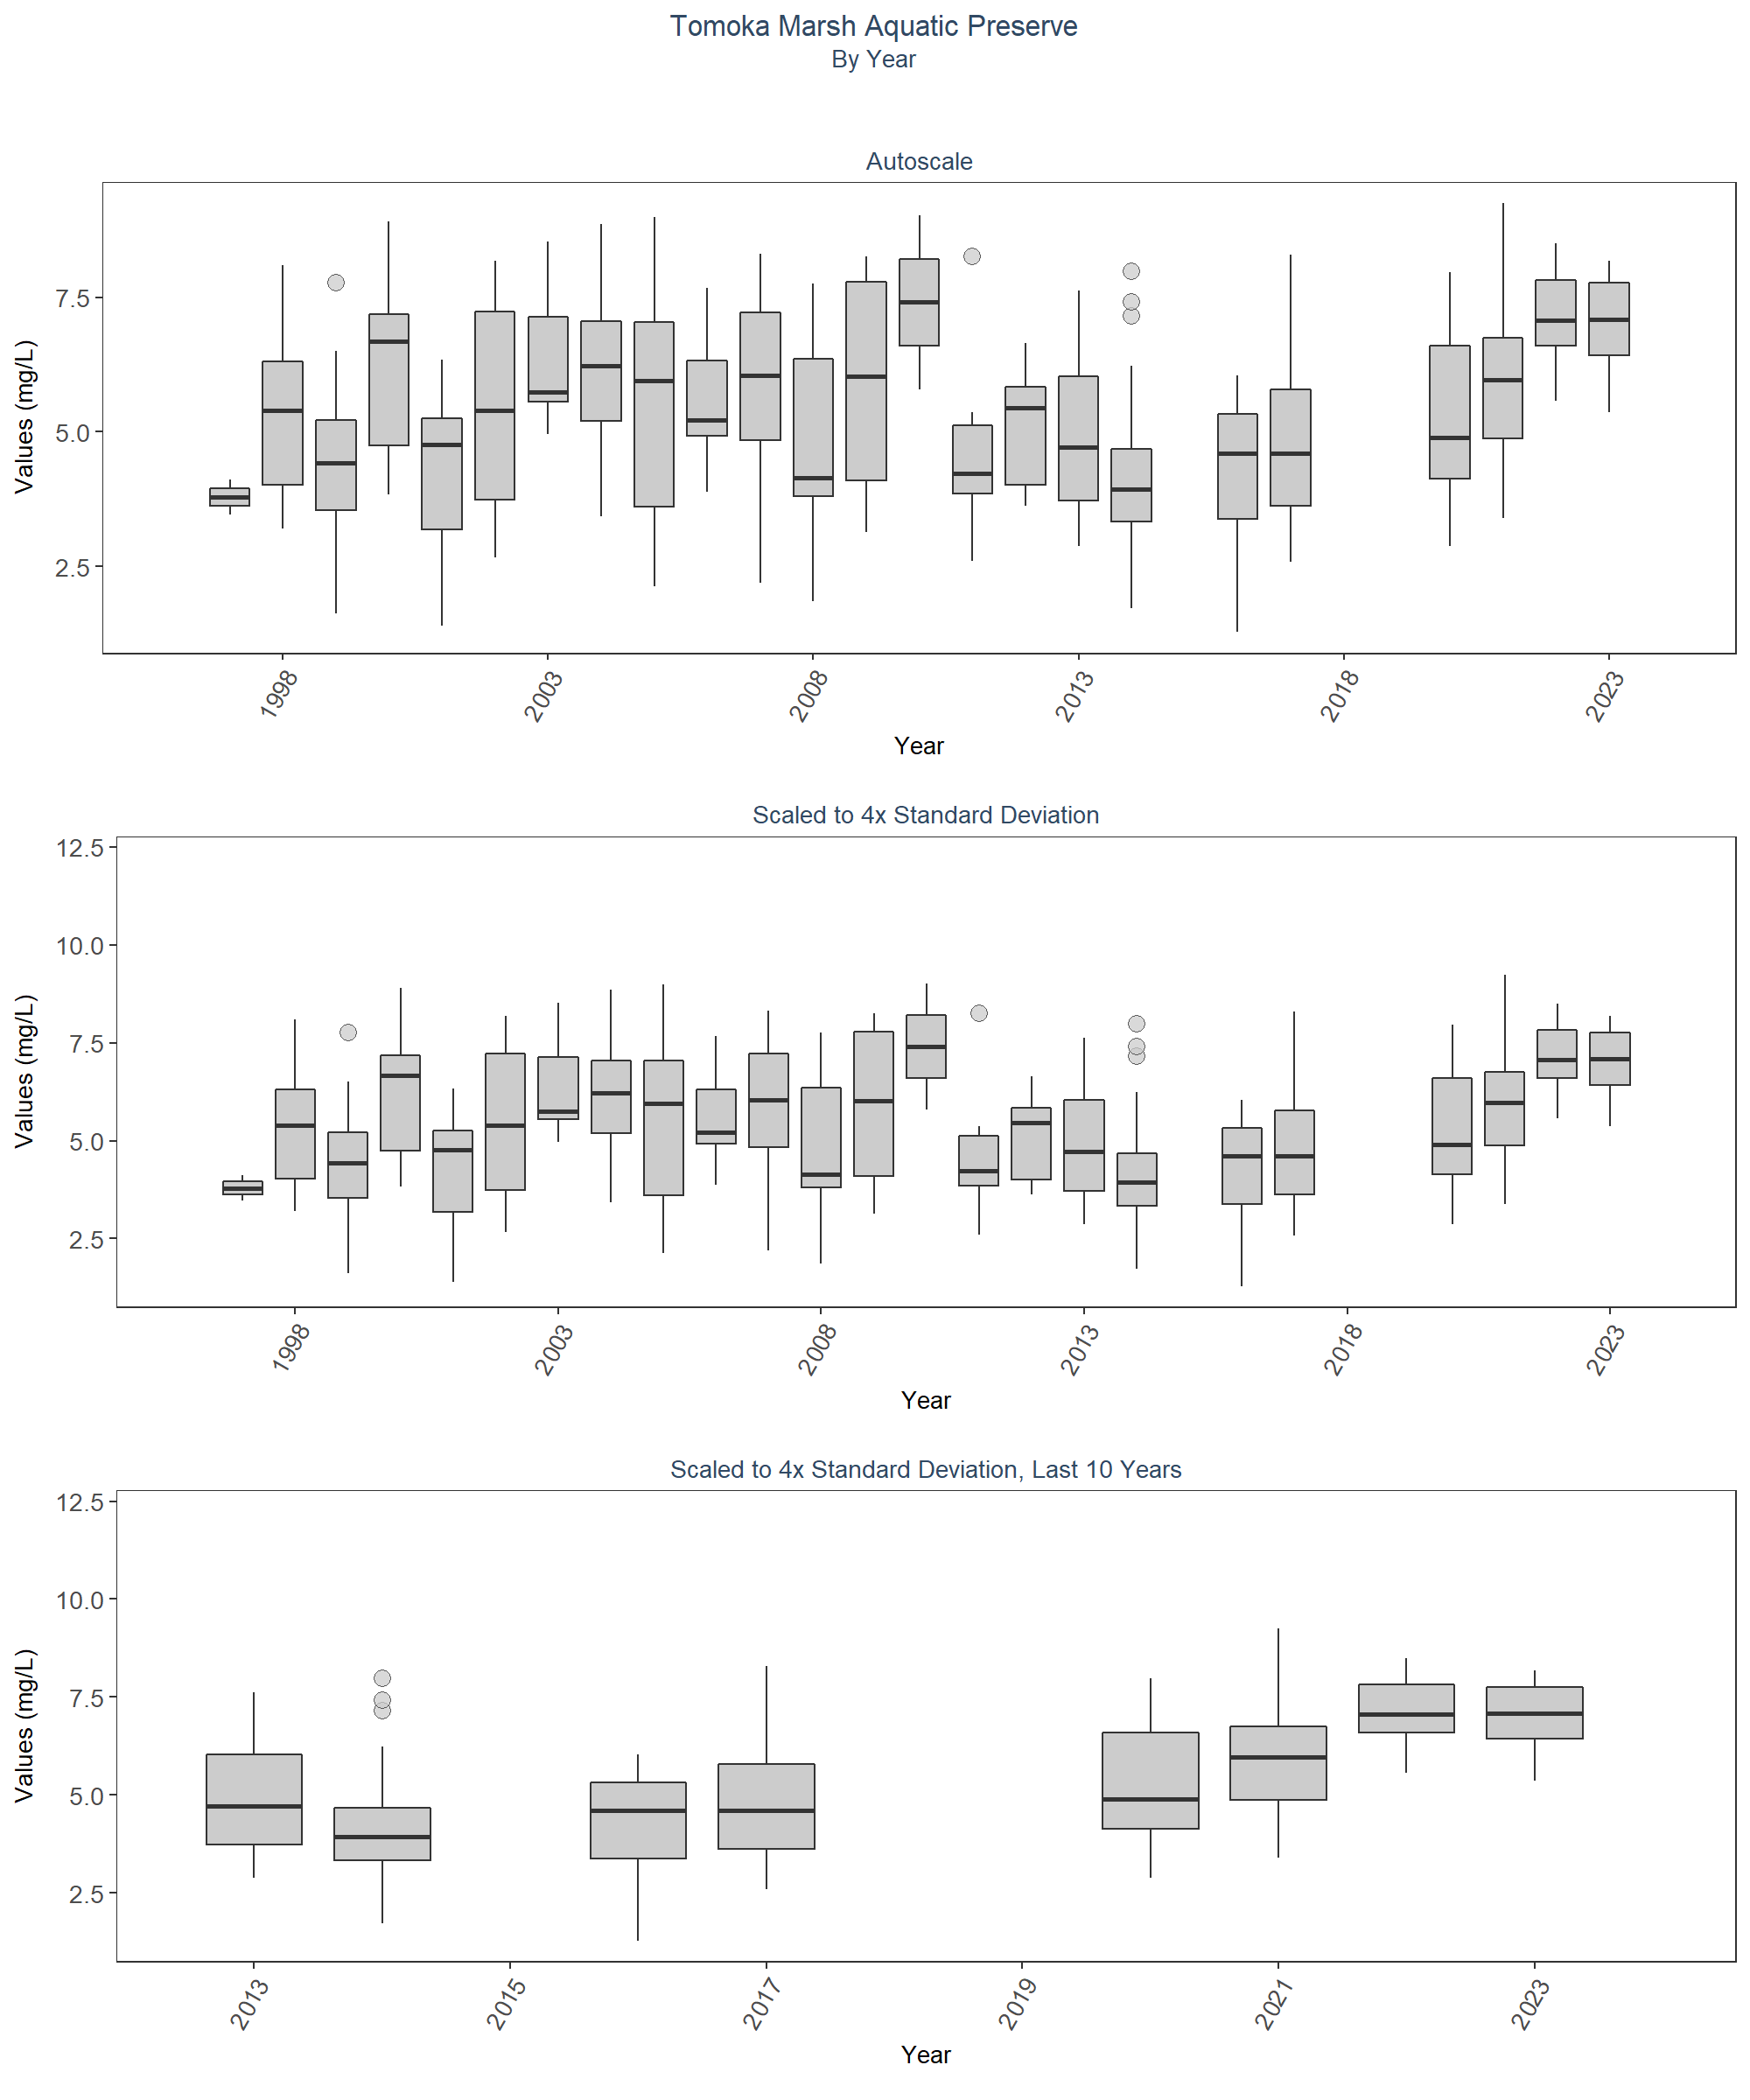 Tomoka Marsh Aquatic Preserve
By Year
Autoscale
Values (mg/L)
7.5
5.0
2.5
1998
2003
2008
2013
2018
2023
Year
Scaled to 4x Standard Deviation
Values (mg/L)
12.5
10.0
7.5
5.0
2.5
1998
2003
2008
2013
2018
2023
Year
Scaled to 4x Standard Deviation, Last 10 Years
Values (mg/L)
12.5
10.0
7.5
5.0
2.5
2013
2015
2017
2019
2021
2023
Year